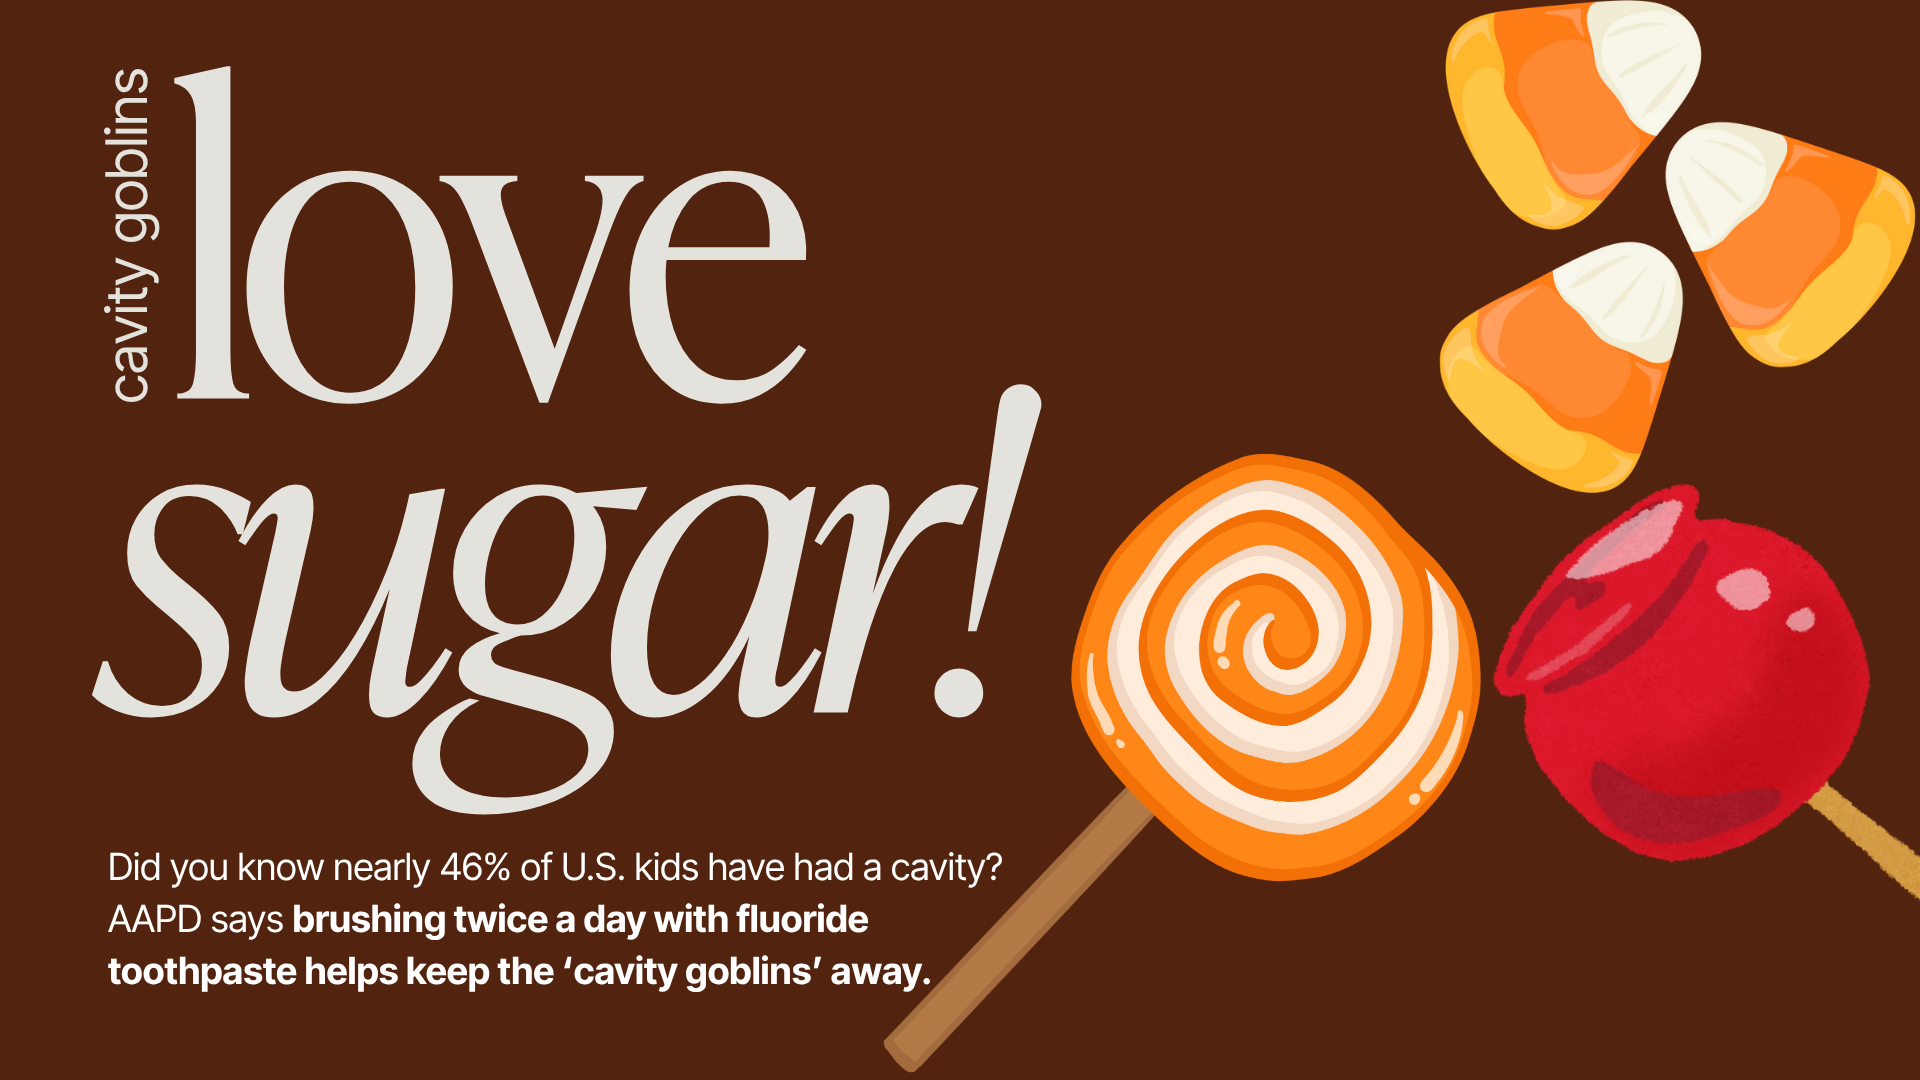 cavity goblins
love
sugar!
Did you know nearly 46% of U.S. kids have had a cavity?
AAPD says brushing twice a day with fluoride
toothpaste helps keep the ‘cavity goblins’ away.